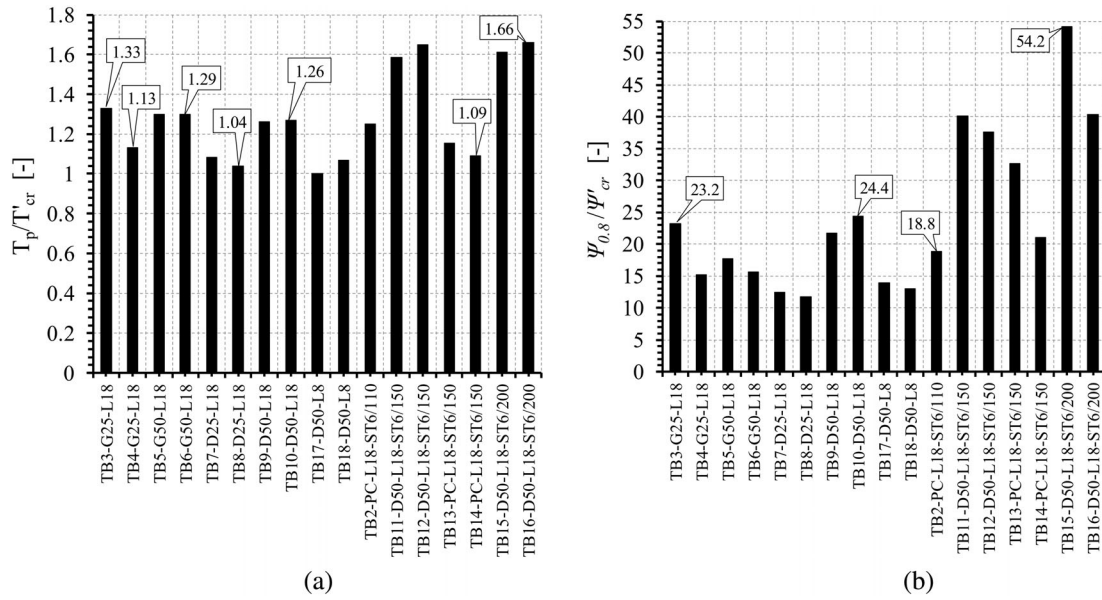 1.8
1.6
1.4
1.2
1
0.8
0.6
0.4
0.2
0
T_p/T'_cr [-]
1.33
1.13
1.29
1.04
1.26
1.09
1.66
TB3-G25-L18
TB4-G25-L18
TB5-G50-L18
TB6-G50-L18
TB7-D25-L18
TB8-D25-L18
TB9-D50-L18
TB10-D50-L18
TB17-D50-L8
TB18-D50-L8
TB2-PC-L18-ST6/110
TB11-D50-L18-ST6/150
TB12-D50-L18-ST6/150
TB13-PC-L18-ST6/150
TB14-PC-L18-ST6/150
TB15-D50-L18-ST6/200
TB16-D50-L18-ST6/200
(a)
55
50
45
40
35
30
25
20
15
10
5
0
Ψ_0.8/Ψ'_cr [-]
23.2
24.4
18.8
54.2
TB3-G25-L18
TB4-G25-L18
TB5-G50-L18
TB6-G50-L18
TB7-D25-L18
TB8-D25-L18
TB9-D50-L18
TB10-D50-L18
TB17-D50-L8
TB18-D50-L8
TB2-PC-L18-ST6/110
TB11-D50-L18-ST6/150
TB12-D50-L18-ST6/150
TB13-PC-L18-ST6/150
TB14-PC-L18-ST6/150
TB15-D50-L18-ST6/200
TB16-D50-L18-ST6/200
(b)